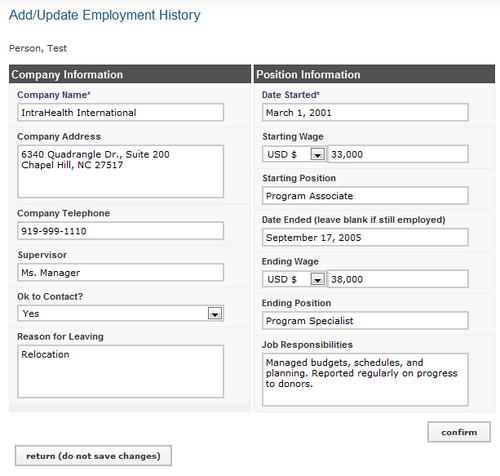 Add/Update Employment History
Person, Test
Company Information
Company Name*
IntraHealth International
Company Address
6340 Quadrangle Dr., Suite 200
Chapel Hill, NC 27517
Company Telephone
919-999-1110
Supervisor
Ms. Manager
Ok to Contact?
Yes
Reason for Leaving
Relocation
Position Information
Date Started*
March 1, 2001
Starting Wage
USD $ 33,000
Starting Position
Program Associate
Date Ended (leave blank if still employed)
September 17, 2005
Ending Wage
USD $ 38,000
Ending Position
Program Specialist
Job Responsibilities
Managed budgets, schedules, and
planning. Reported regularly on progress
to donors.
confirm
return (do not save changes)